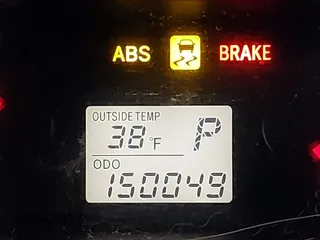 ABS BRAKE
OUTSIDE TEMP
38°F P
ODO
150049